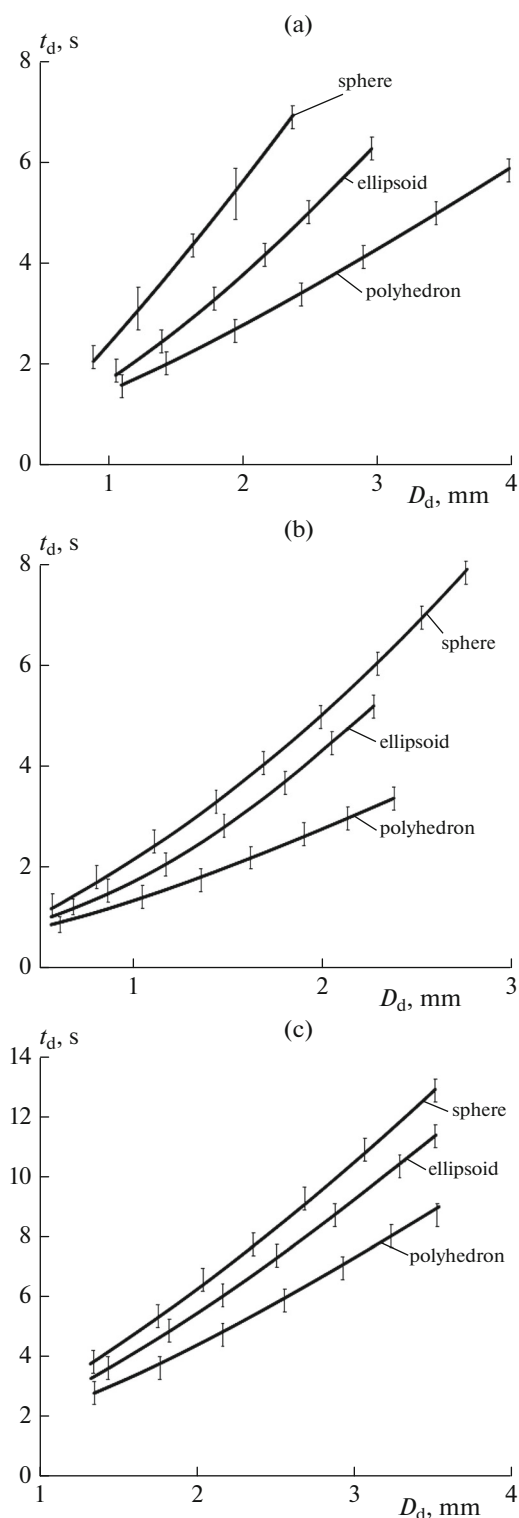 (a)
t_d, s
8
sphere
6
ellipsoid
4
polyhedron
2
0
1 2 3 4
D_d, mm
(b)
t_d, s
8
sphere
6
ellipsoid
4
polyhedron
2
0
1 2 3
D_d, mm
(c)
t_d, s
14
sphere
12
ellipsoid
10
8
polyhedron
6
4
2
0
1 2 3 4
D_d, mm